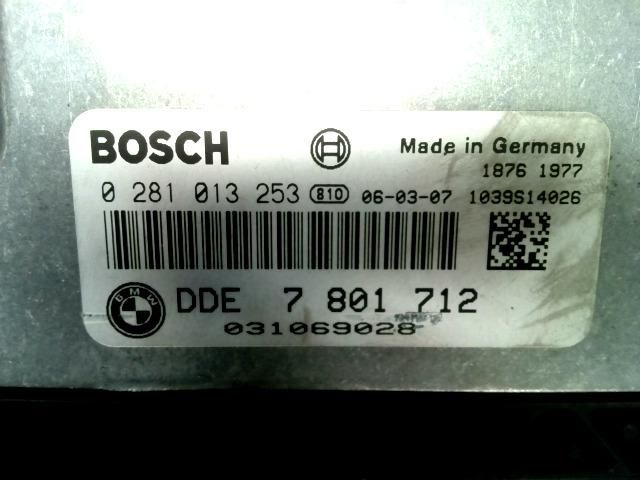 BOSCH Made in Germany
1876 1977
0 281 013 253 810 06-03-07 1039S14026
BMW DDE 7 801 712
031069028